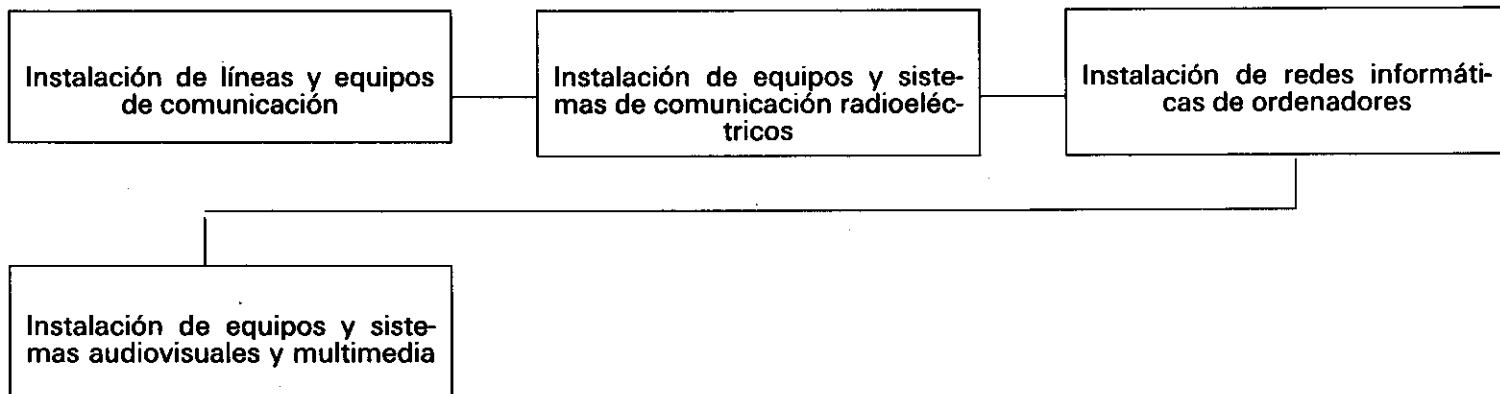 Instalación de líneas y equipos
de comunicación
Instalación de equipos y siste-
mas de comunicación radioeléc-
tricos
Instalación de redes informáti-
cas de ordenadores
Instalación de equipos y siste-
mas audiovisuales y multimedia